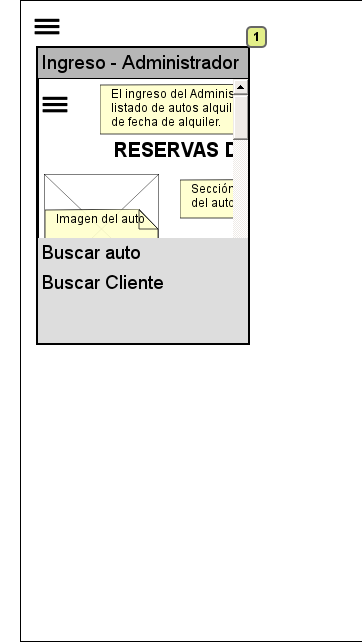 1
Ingreso - Administrador
El ingreso del Adminis
listado de autos alquil
de fecha de alquiler.
RESERVAS D
Sección
del auto
Imagen del auto
Buscar auto
Buscar Cliente